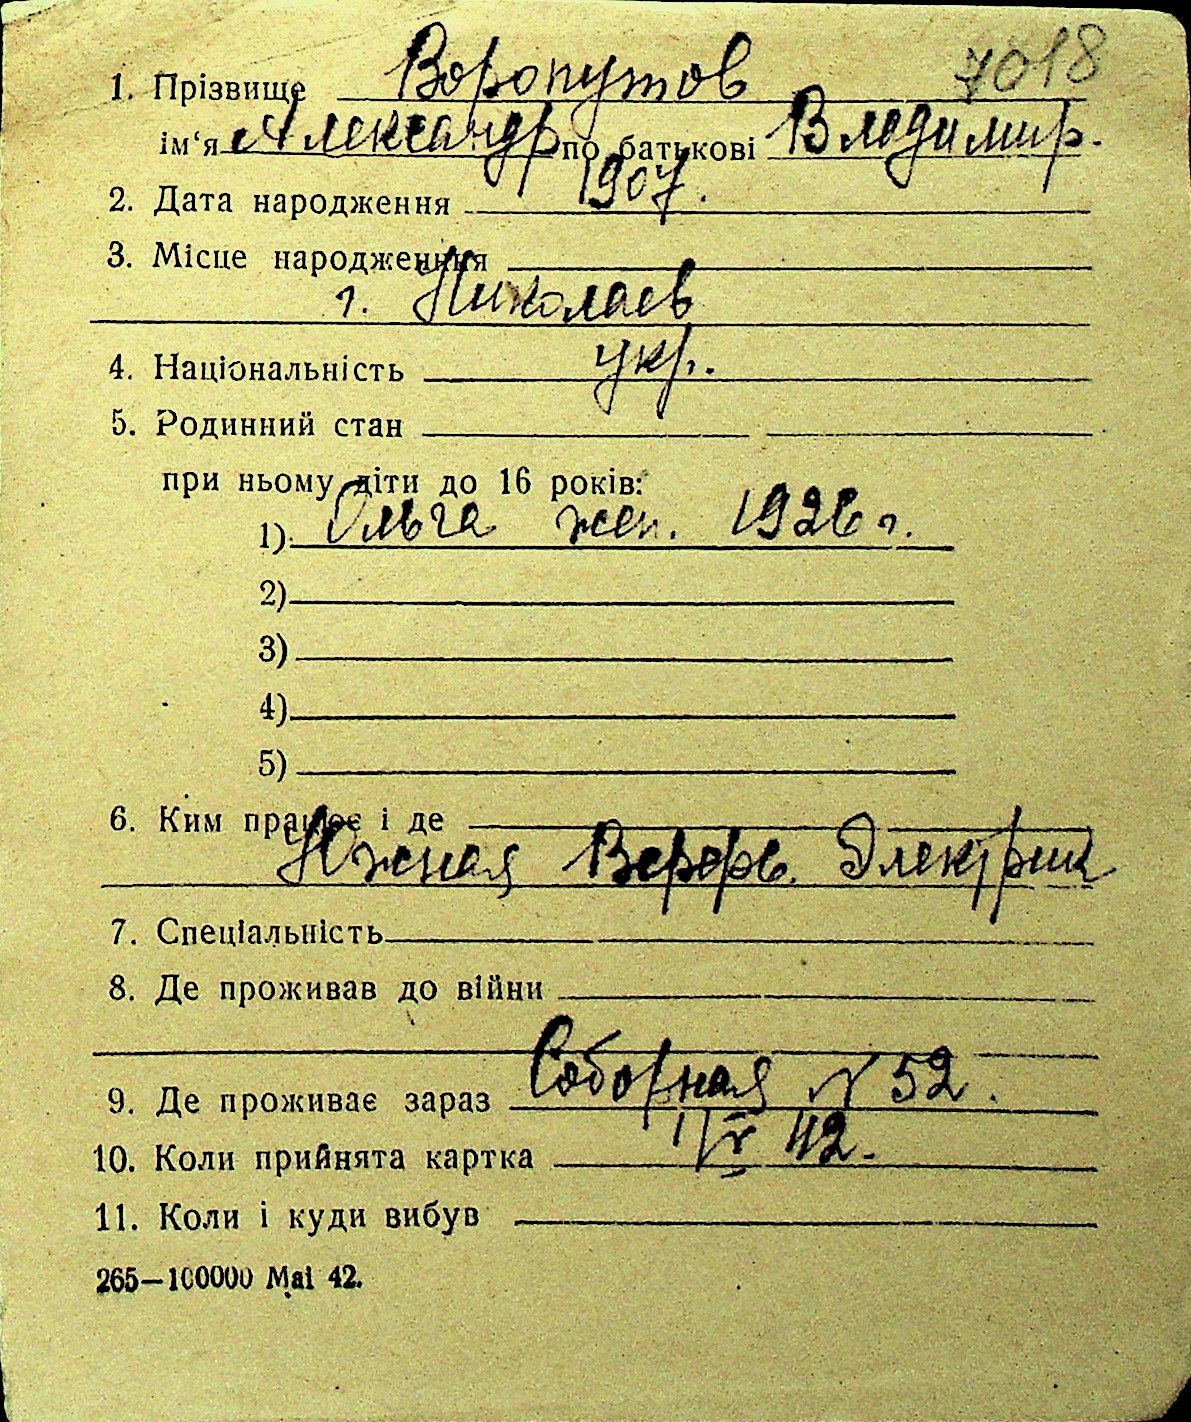 7018
1. Прізвище Воропутов
ім‘я Александр по батькові Владимир.
2. Дата народження 1907.
3. Місце народження
г. Николаев
4. Національність укр.
5. Родинний стан
при ньому діти до 16 років:
1) Ольга жен. 1926 г.
2)
3)
4)
5)
6. Ким працює і де
Южная Верфь. Электрик
7. Спеціальність
8. Де проживав до війни
9. Де проживає зараз Соборная № 52.
10. Коли прийнята картка 1/V 42.
11. Коли і куди вибув
265—100000 Mai 42.